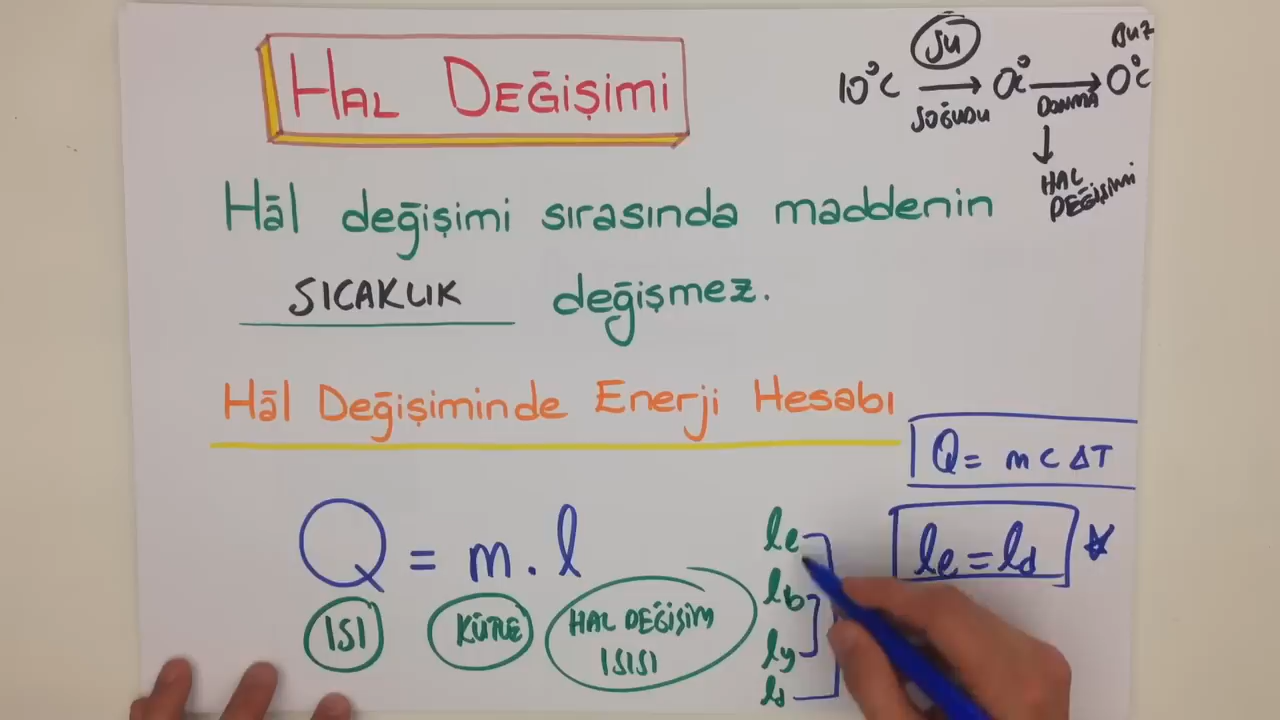 HAL DEĞİŞİMİ
10°C → 0°C → 0°C
SU
SOĞUDU
BUZ
DONMA
↓
HAL
DEĞİŞİMİ
Hāl değişimi sırasında maddenin
SICAKLIK değişmez.
Hāl Değişiminde Enerji Hesabı
Q = m c ΔT
Q = m . l
ISI
KÜTLE
HAL DEĞİŞİM
ISISI
le
lb
ly
ld
le = ld